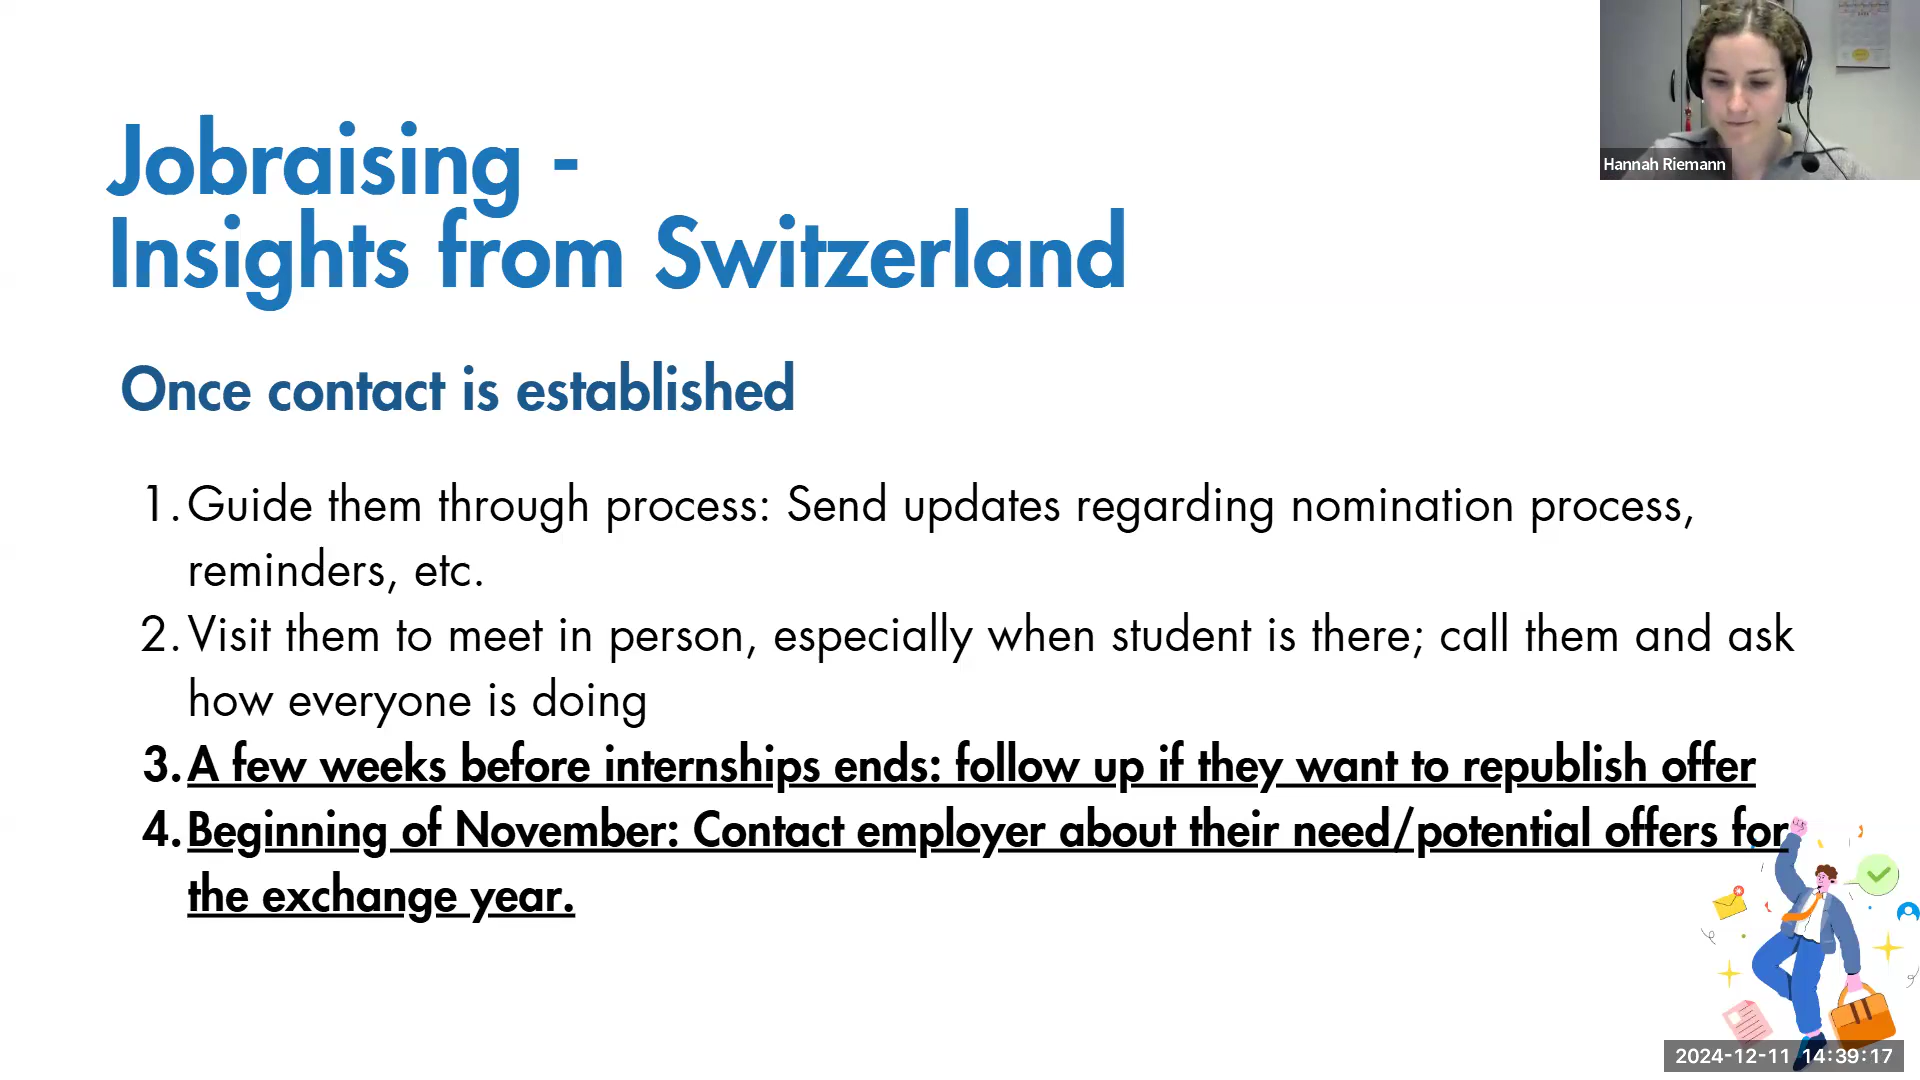 Jobraising -
Insights from Switzerland
Once contact is established
1. Guide them through process: Send updates regarding nomination process,
reminders, etc.
2. Visit them to meet in person, especially when student is there; call them and ask
how everyone is doing
3. A few weeks before internships ends: follow up if they want to republish offer
4. Beginning of November: Contact employer about their need/potential offers for
the exchange year.
Hannah Riemann
2024-12-11 14:39:17